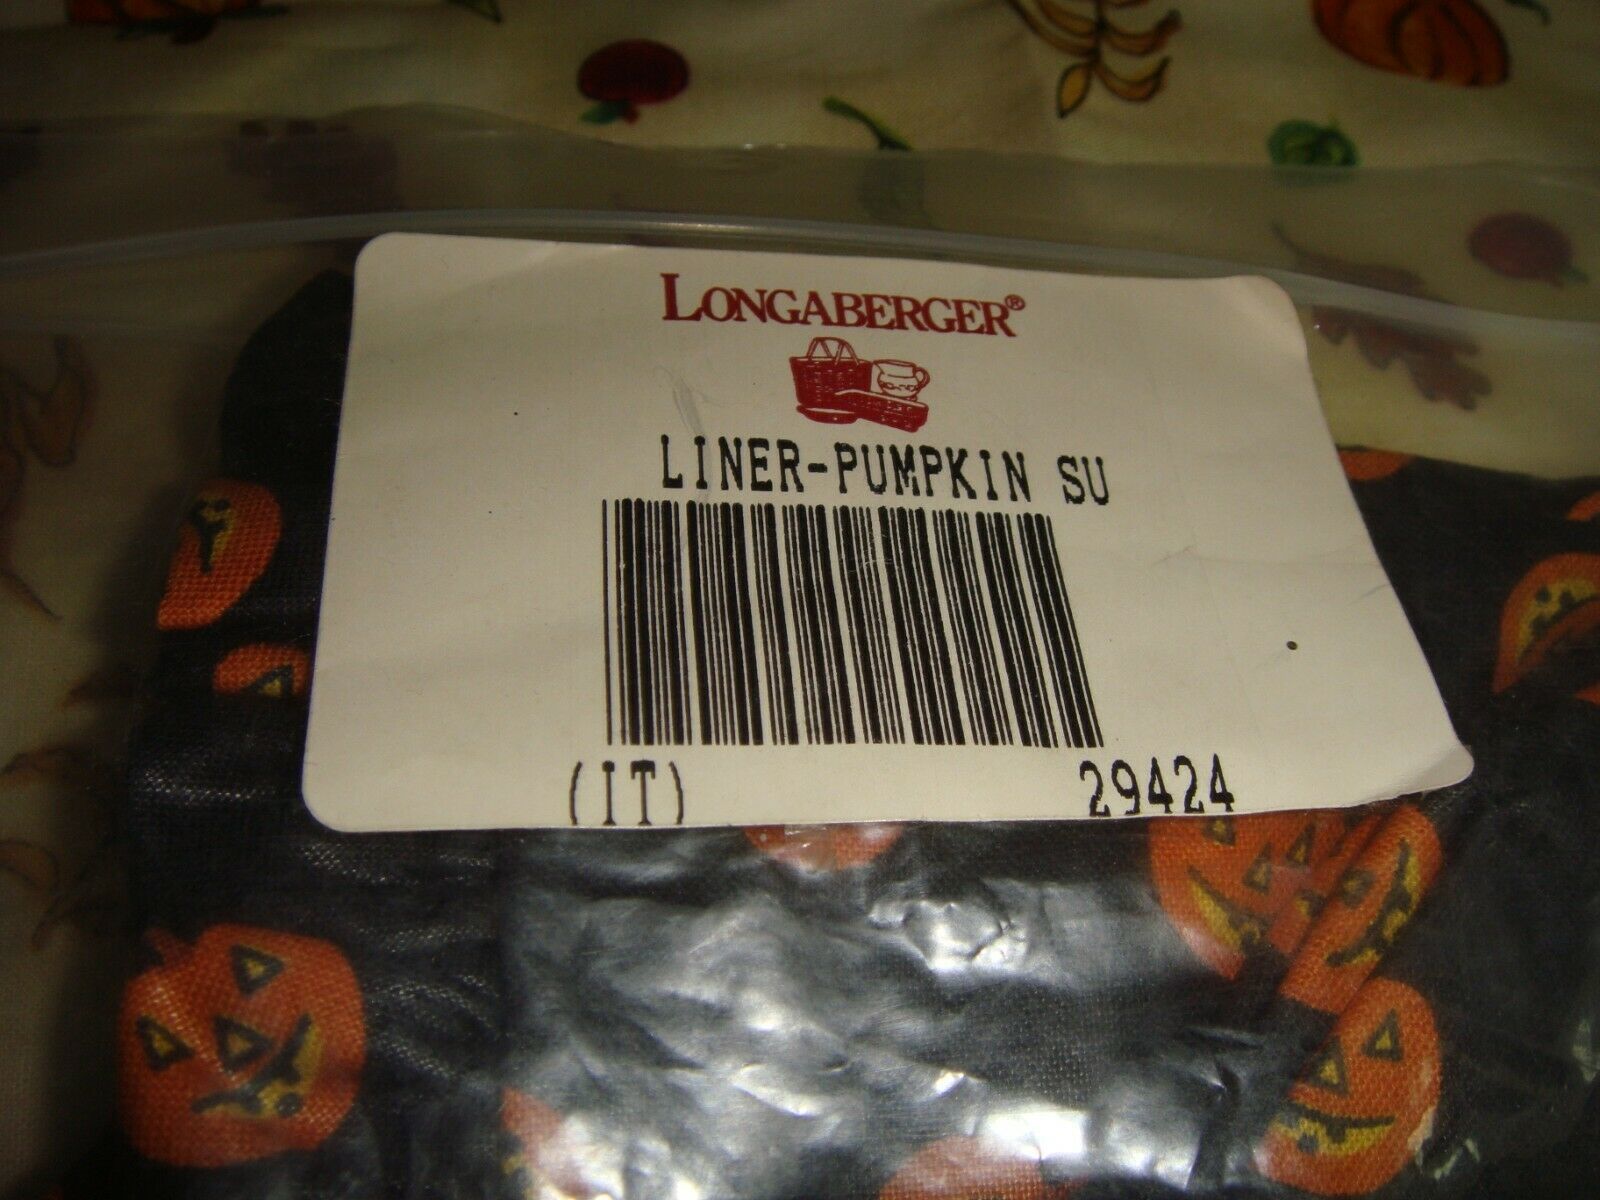 LONGABERGER®
LINER-PUMPKIN SU
(IT) 29424